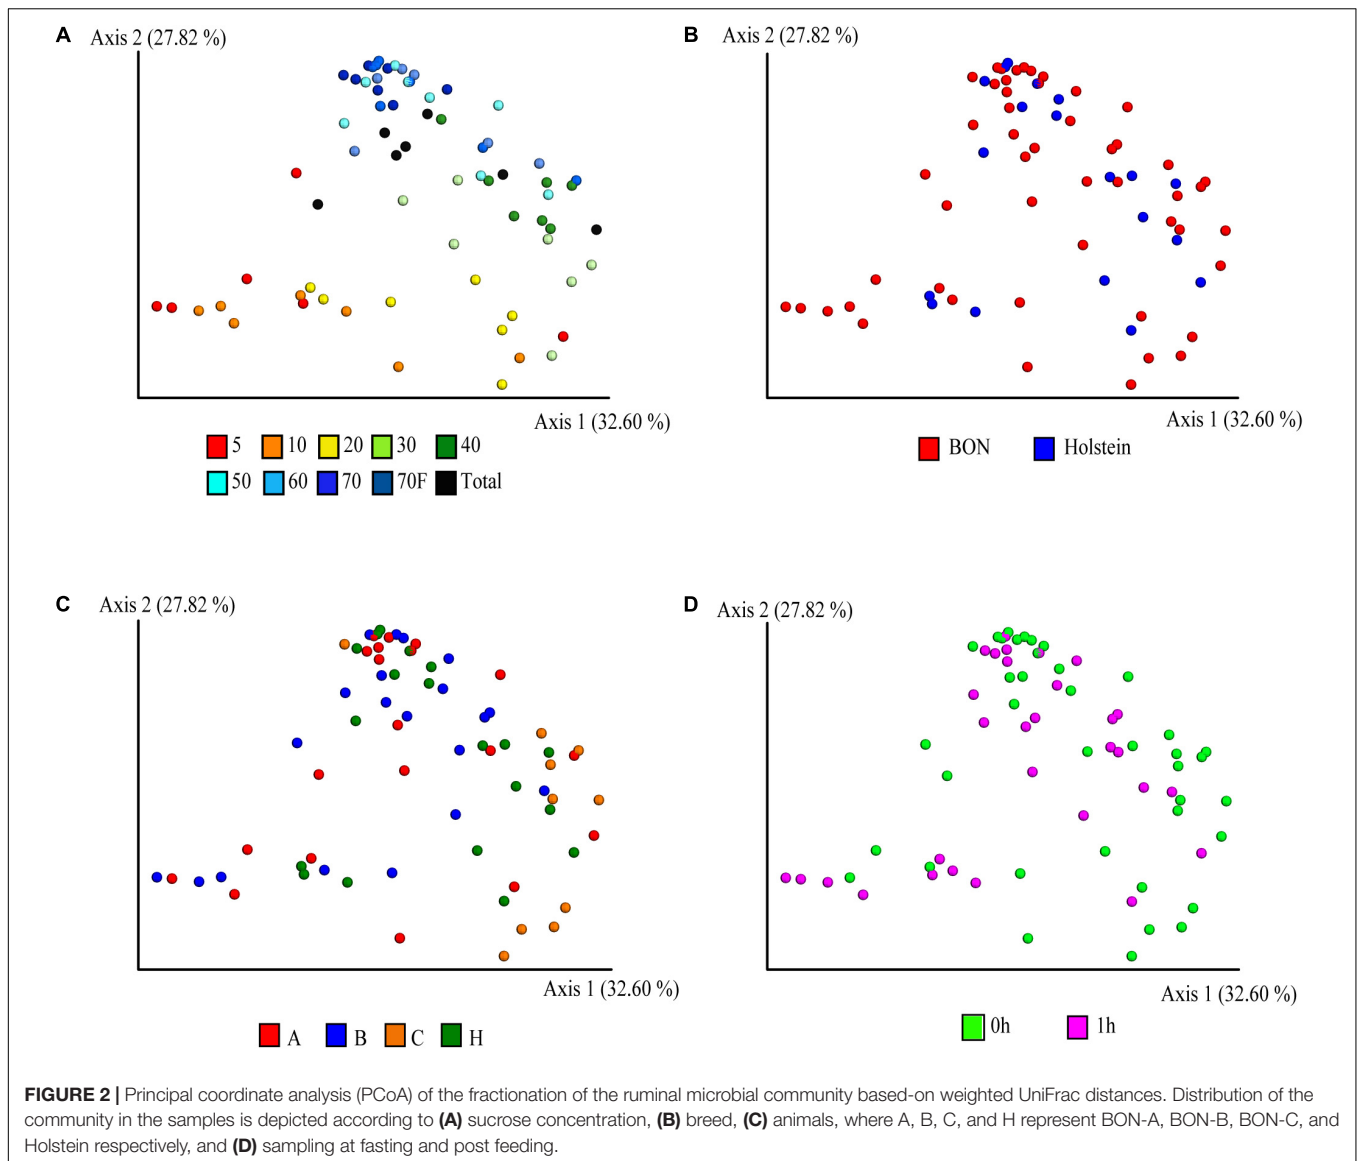 A
Axis 2 (27.82 %)
Axis 1 (32.60 %)
5 10 20 30 40
50 60 70 70F Total
B
Axis 2 (27.82 %)
Axis 1 (32.60 %)
BON Holstein
C
Axis 2 (27.82 %)
Axis 1 (32.60 %)
A B C H
D
Axis 2 (27.82 %)
Axis 1 (32.60 %)
0h 1h
FIGURE 2 | Principal coordinate analysis (PCoA) of the fractionation of the ruminal microbial community based-on weighted UniFrac distances. Distribution of the
community in the samples is depicted according to (A) sucrose concentration, (B) breed, (C) animals, where A, B, C, and H represent BON-A, BON-B, BON-C, and
Holstein respectively, and (D) sampling at fasting and post feeding.